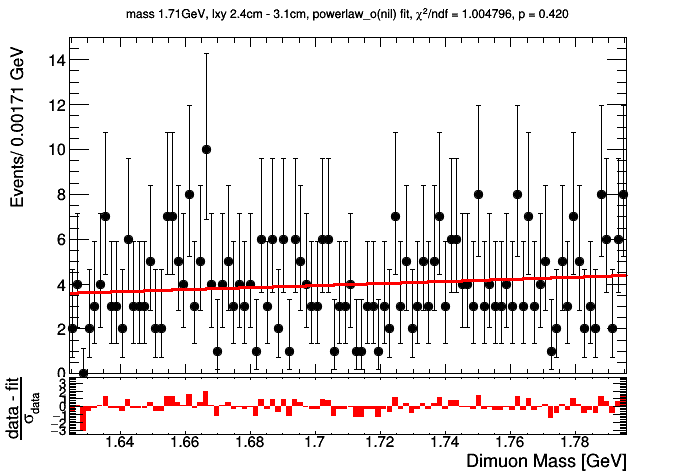 mass 1.71GeV, lxy 2.4cm - 3.1cm, powerlaw_o(nil) fit, χ²/ndf = 1.004796, p = 0.420
Events/ 0.00171 GeV
14
12
10
8
6
4
2
0
data - fit
σdata
3
2
1
0
−1
−2
−3
1.64 1.66 1.68 1.7 1.72 1.74 1.76 1.78
Dimuon Mass [GeV]